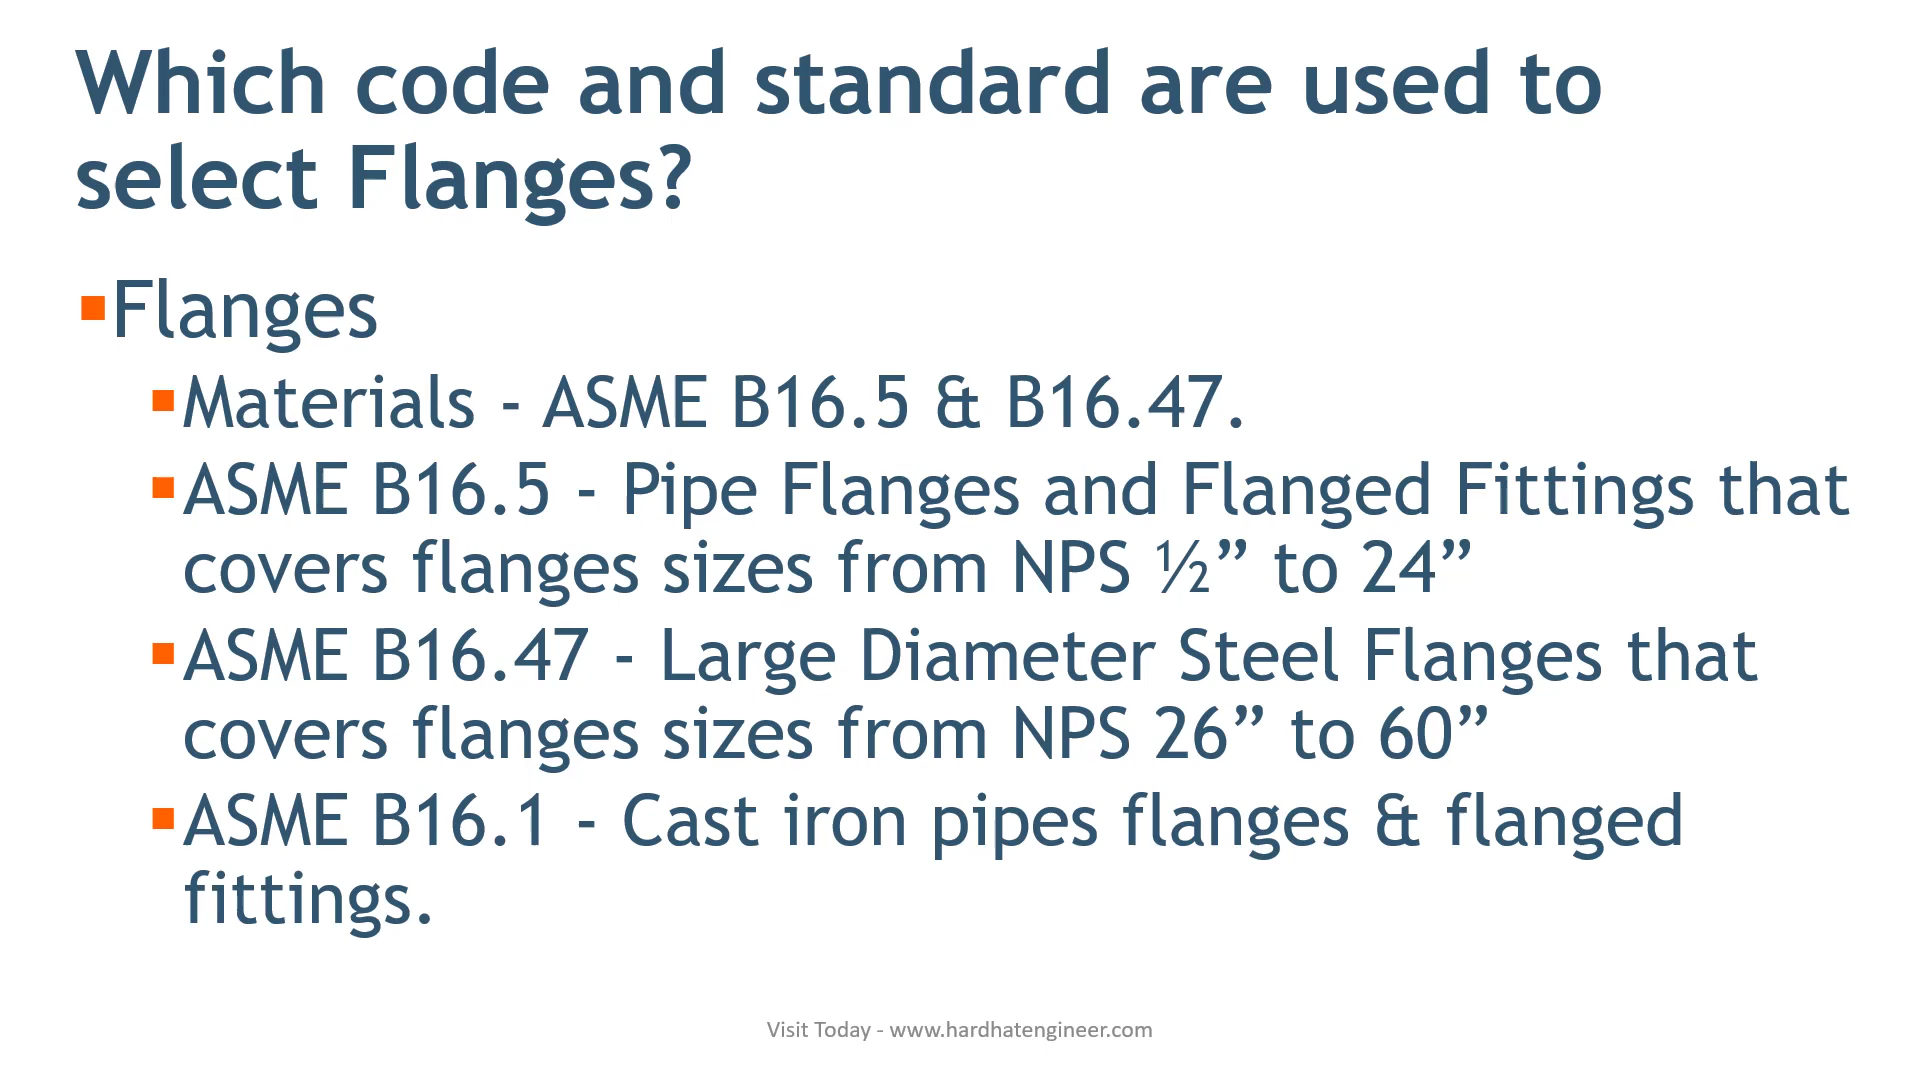 Which code and standard are used to
select Flanges?
▪Flanges
▪Materials - ASME B16.5 & B16.47.
▪ASME B16.5 - Pipe Flanges and Flanged Fittings that
covers flanges sizes from NPS ½” to 24”
▪ASME B16.47 - Large Diameter Steel Flanges that
covers flanges sizes from NPS 26” to 60”
▪ASME B16.1 - Cast iron pipes flanges & flanged
fittings.
Visit Today - www.hardhatengineer.com